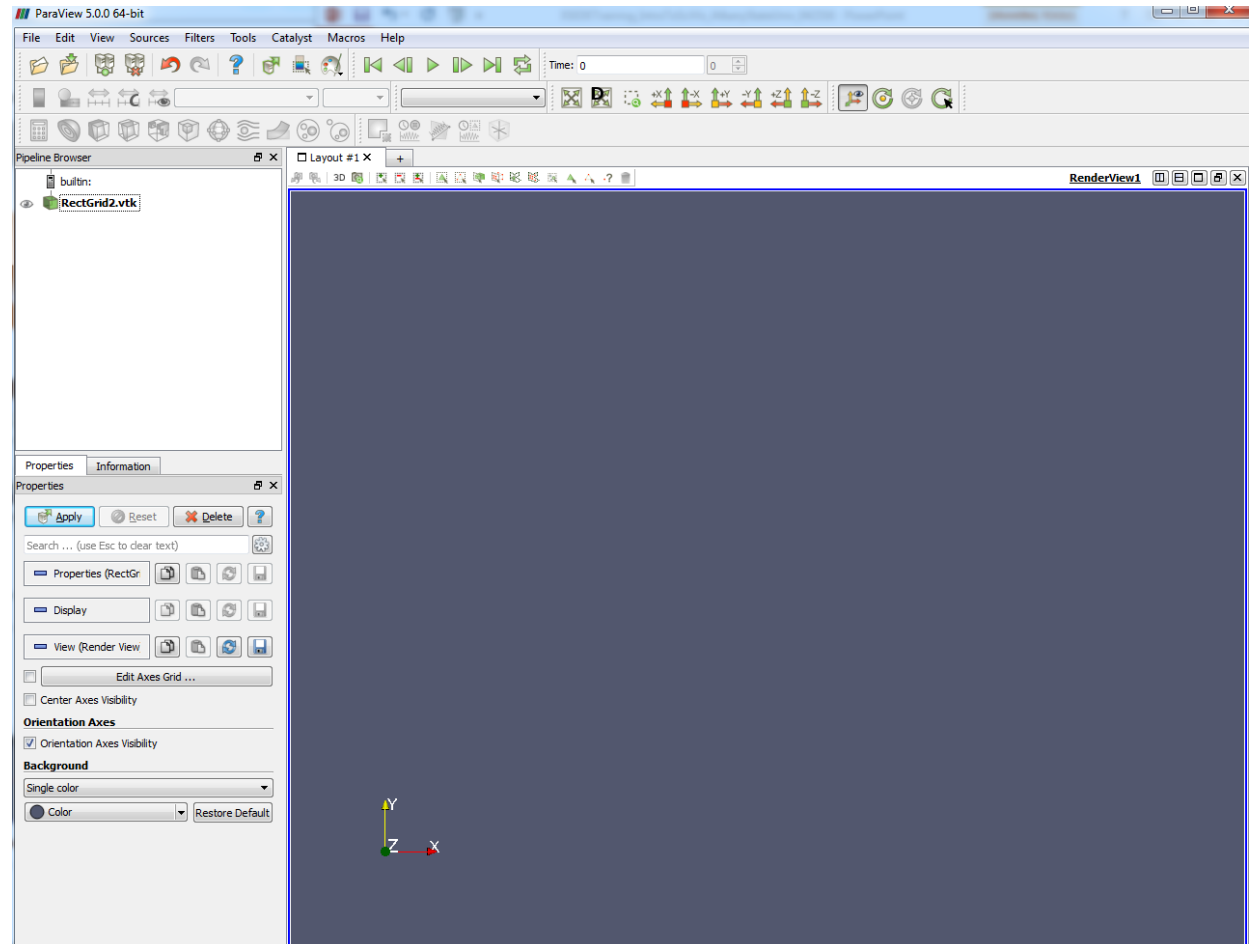 ParaView 5.0.0 64-bit
File Edit View Sources Filters Tools Catalyst Macros Help
Time: 0 0
Pipeline Browser
Layout #1 +
builtin:
3D
RenderView1
RectGrid2.vtk
Properties Information
Properties
Apply Reset Delete ?
Search ... (use Esc to clear text)
Properties (RectGr
Display
View (Render View
Edit Axes Grid ...
Center Axes Visibility
Orientation Axes
Orientation Axes Visibility
Background
Single color
Color Restore Default
Y
Z X